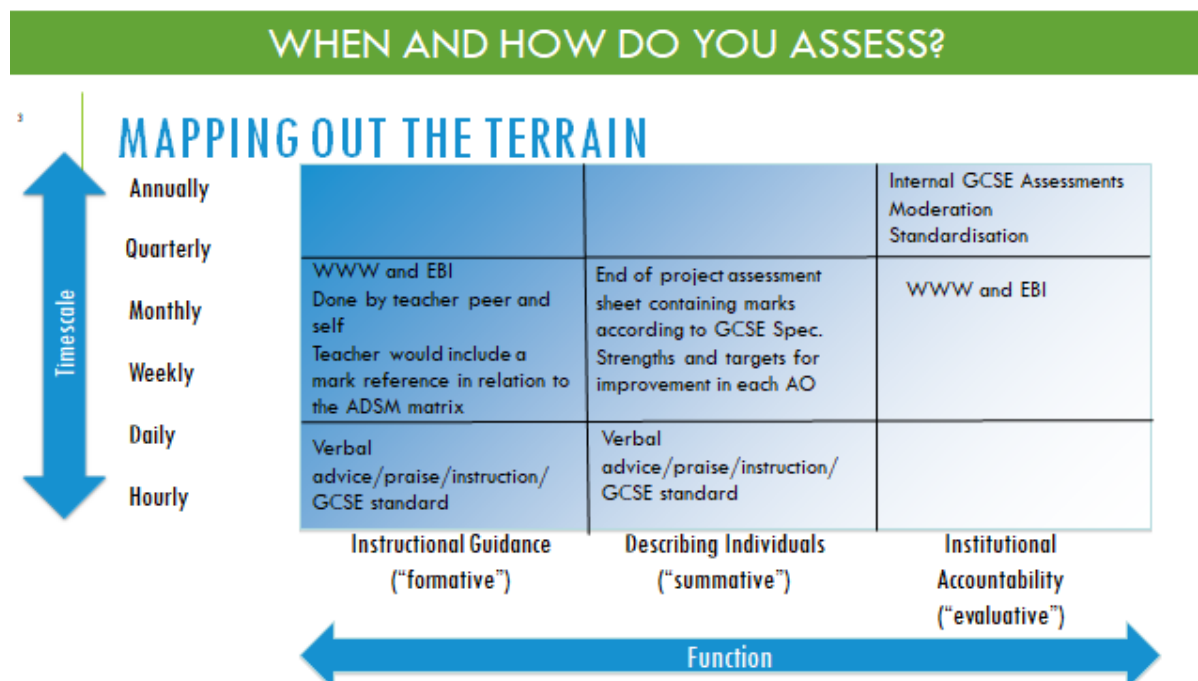 WHEN AND HOW DO YOU ASSESS?
3
MAPPING OUT THE TERRAIN
Timescale
Annually
Quarterly
Monthly
Weekly
Daily
Hourly
Internal GCSE Assessments
Moderation
Standardisation
WWW and EBI
Done by teacher peer and
self
Teacher would include a
mark reference in relation to
the ADSM matrix
End of project assessment
sheet containing marks
according to GCSE Spec.
Strengths and targets for
improvement in each AO
WWW and EBI
Verbal
advice/praise/instruction/
GCSE standard
Verbal
advice/praise/instruction/
GCSE standard
Instructional Guidance
(“formative”)
Describing Individuals
(“summative”)
Institutional
Accountability
(“evaluative”)
Function